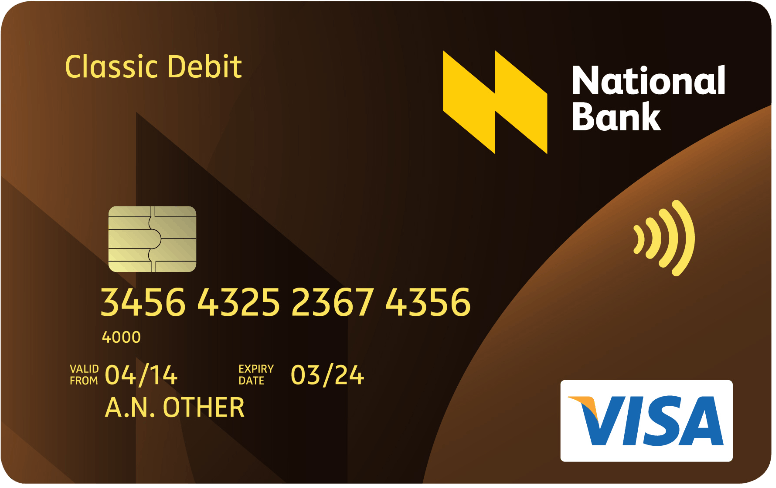 Classic Debit
National
Bank
3456 4325 2367 4356
4000
VALID
FROM 04/14 EXPIRY
DATE 03/24
A.N. OTHER
VISA